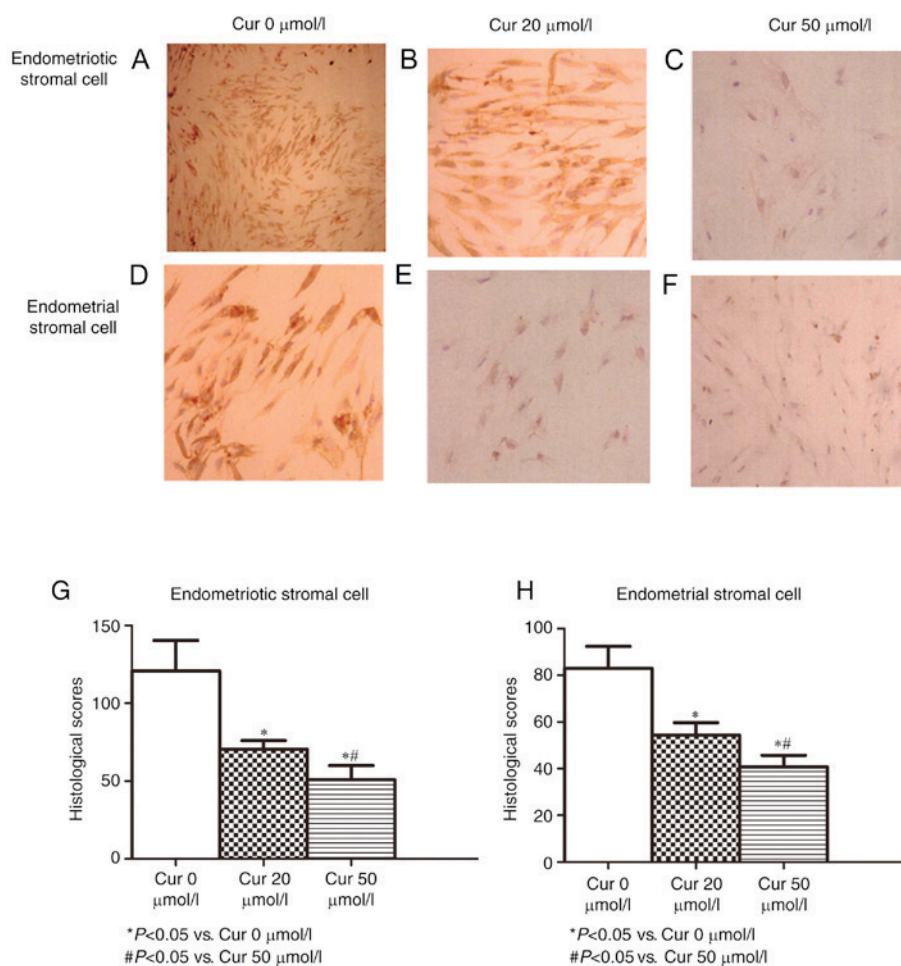 Cur 0 μmol/l
Cur 20 μmol/l
Cur 50 μmol/l
Endometriotic
stromal cell
A
B
C
Endometrial
stromal cell
D
E
F
G
Endometriotic stromal cell
Histological scores
150
100
50
0
*
*#
Cur 0
μmol/l
Cur 20
μmol/l
Cur 50
μmol/l
*P<0.05 vs. Cur 0 μmol/l
#P<0.05 vs. Cur 50 μmol/l
H
Endometrial stromal cell
Histological scores
100
80
60
40
20
0
*
*#
Cur 0
μmol/l
Cur 20
μmol/l
Cur 50
μmol/l
*P<0.05 vs. Cur 0 μmol/l
#P<0.05 vs. Cur 50 μmol/l